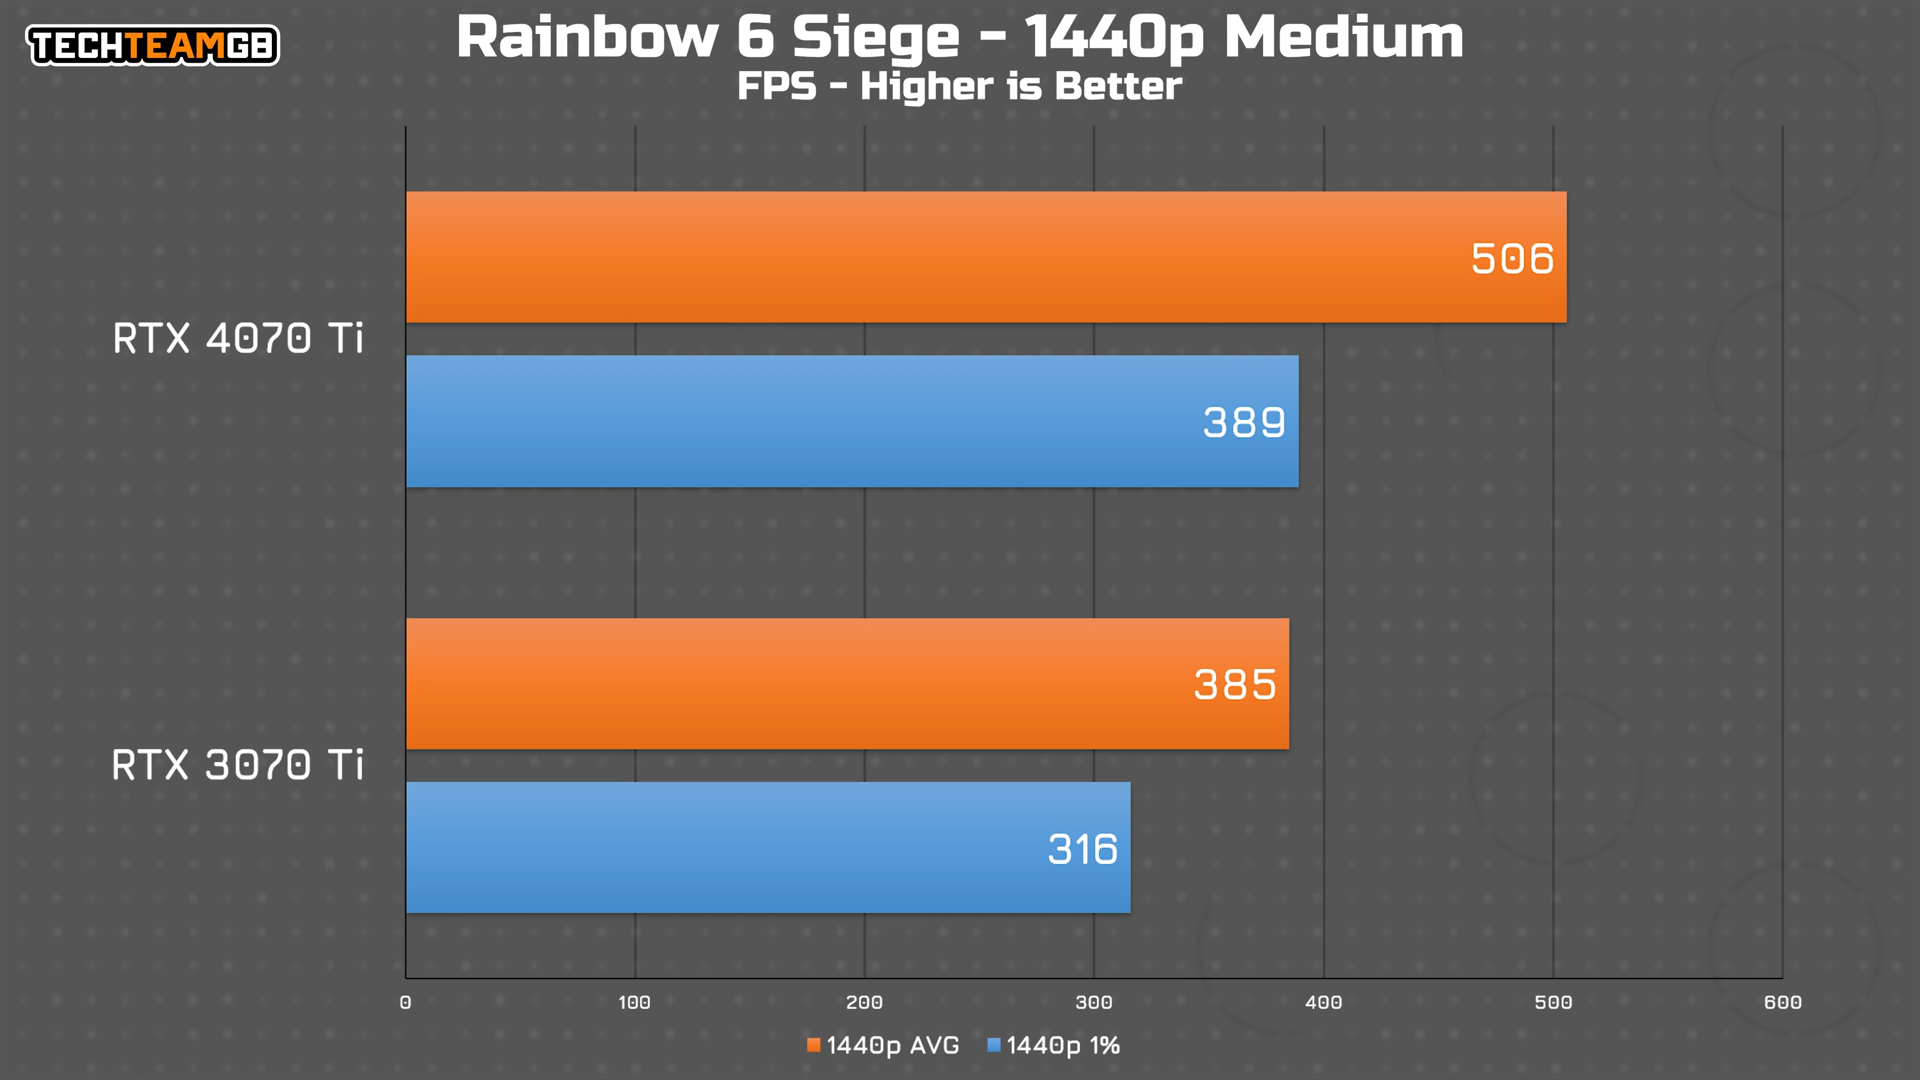 TECHTEAMGB
Rainbow 6 Siege - 1440p Medium
FPS - Higher is Better
RTX 4070 Ti
506
389
RTX 3070 Ti
385
316
0 100 200 300 400 500 600
1440p AVG 1440p 1%